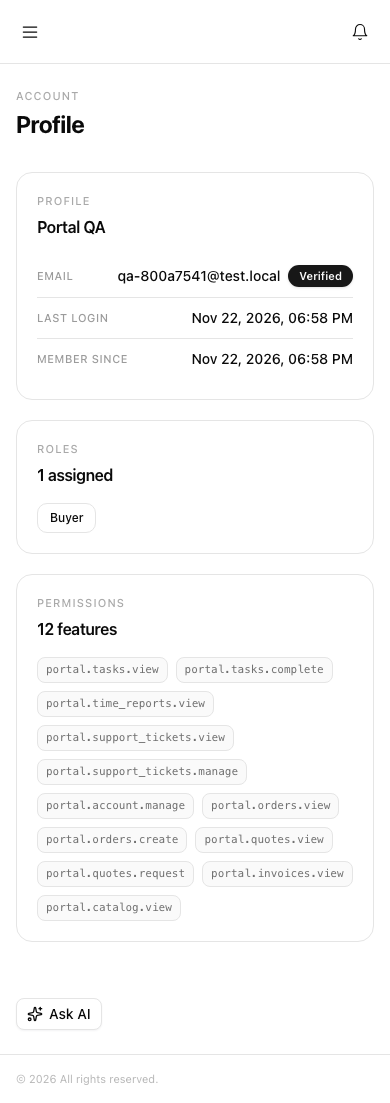 ACCOUNT
Profile
PROFILE
Portal QA
EMAIL qa-800a7541@test.local Verified
LAST LOGIN Nov 22, 2026, 06:58 PM
MEMBER SINCE Nov 22, 2026, 06:58 PM
ROLES
1 assigned
Buyer
PERMISSIONS
12 features
portal.tasks.view portal.tasks.complete
portal.time_reports.view
portal.support_tickets.view
portal.support_tickets.manage
portal.account.manage portal.orders.view
portal.orders.create portal.quotes.view
portal.quotes.request portal.invoices.view
portal.catalog.view
Ask AI
© 2026 All rights reserved.